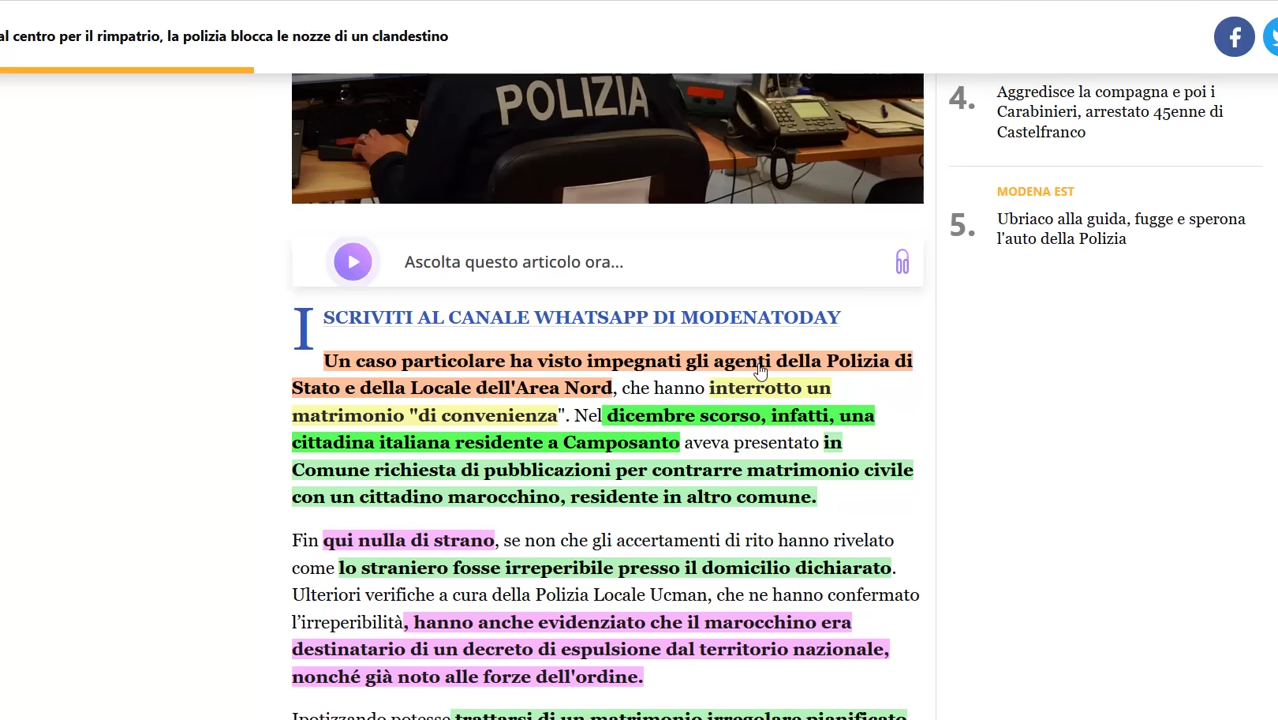 al centro per il rimpatrio, la polizia blocca le nozze di un clandestino
POLIZIA
4.
Aggredisce la compagna e poi i
Carabinieri, arrestato 45enne di
Castelfranco
MODENA EST
5.
Ubriaco alla guida, fugge e sperona
l'auto della Polizia
Ascolta questo articolo ora...
ISCRIVITI AL CANALE WHATSAPP DI MODENATODAY
Un caso particolare ha visto impegnati gli agenti della Polizia di
Stato e della Locale dell'Area Nord, che hanno interrotto un
matrimonio "di convenienza". Nel dicembre scorso, infatti, una
cittadina italiana residente a Camposanto aveva presentato in
Comune richiesta di pubblicazioni per contrarre matrimonio civile
con un cittadino marocchino, residente in altro comune.
Fin qui nulla di strano, se non che gli accertamenti di rito hanno rivelato
come lo straniero fosse irreperibile presso il domicilio dichiarato.
Ulteriori verifiche a cura della Polizia Locale Ucman, che ne hanno confermato
l’irreperibilità, hanno anche evidenziato che il marocchino era
destinatario di un decreto di espulsione dal territorio nazionale,
nonché già noto alle forze dell'ordine.
Ipotizzando potesse trattarsi di un matrimonio irregolare pianificato